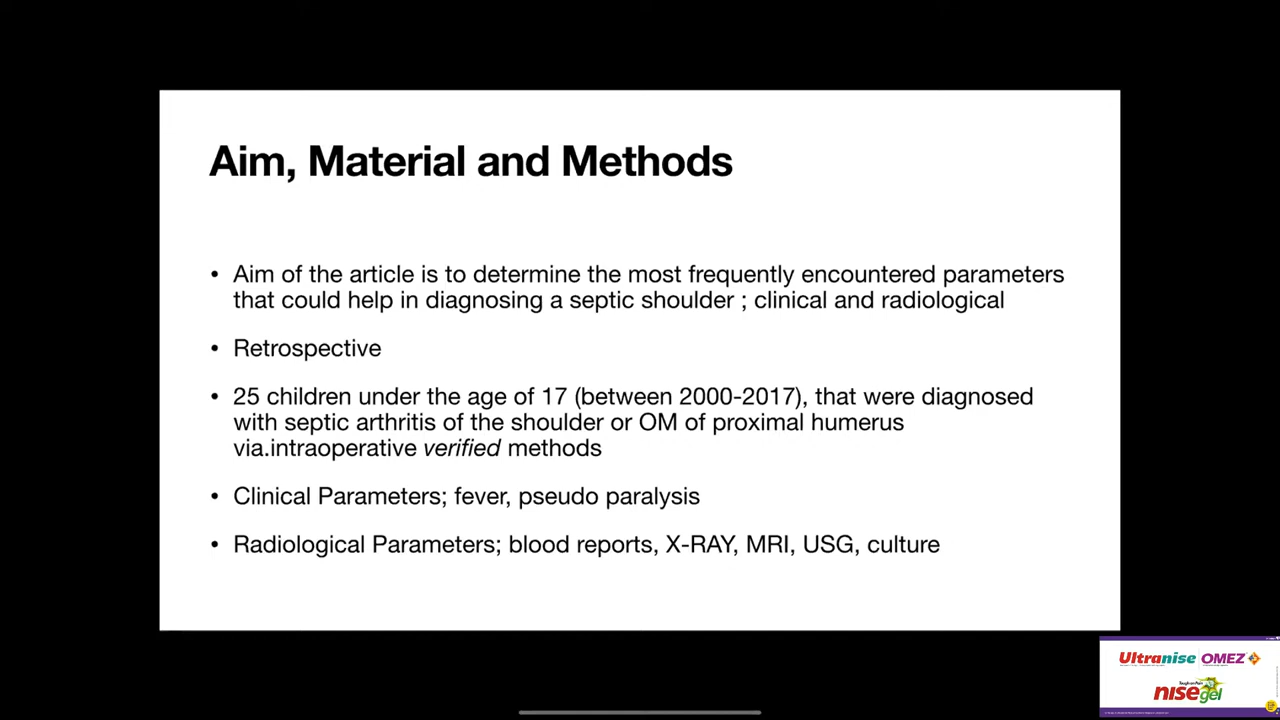 Aim, Material and Methods
• Aim of the article is to determine the most frequently encountered parameters
that could help in diagnosing a septic shoulder ; clinical and radiological
• Retrospective
• 25 children under the age of 17 (between 2000-2017), that were diagnosed
with septic arthritis of the shoulder or OM of proximal humerus
via.intraoperative verified methods
• Clinical Parameters; fever, pseudo paralysis
• Radiological Parameters; blood reports, X-RAY, MRI, USG, culture
Ultranise OMEZ
nisegel